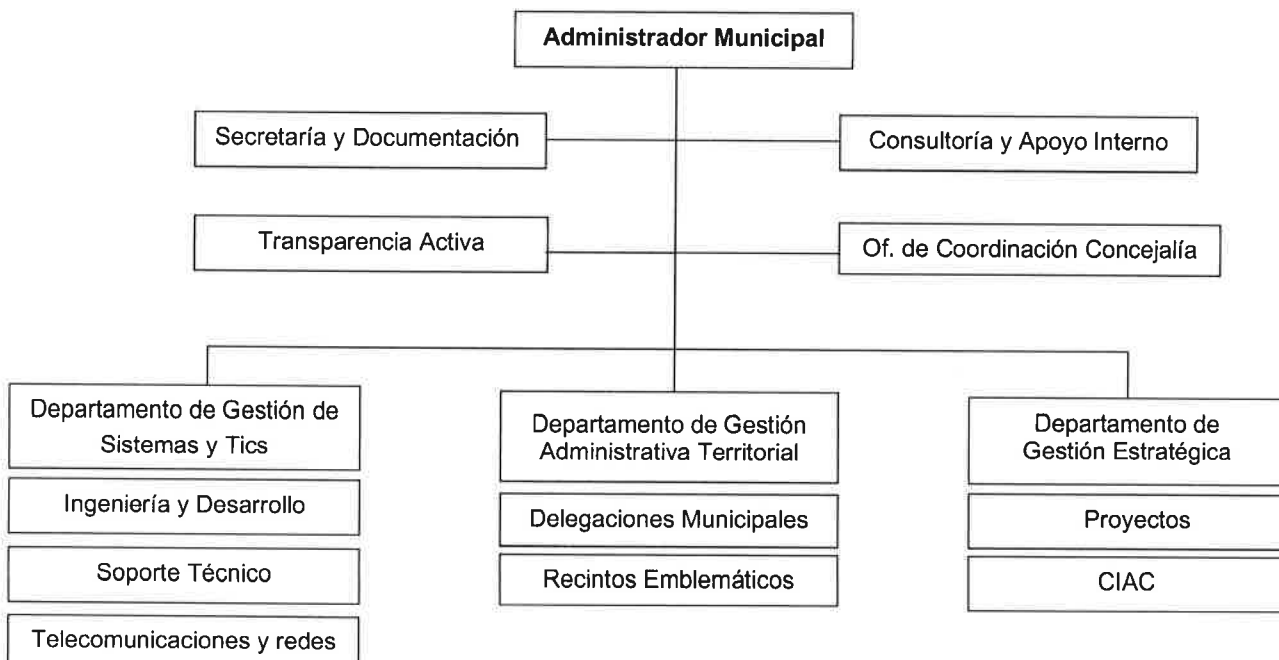 Administrador Municipal
Secretaría y Documentación
Consultoría y Apoyo Interno
Transparencia Activa
Of. de Coordinación Concejalía
Departamento de Gestión de
Sistemas y Tics
Departamento de Gestión
Administrativa Territorial
Departamento de
Gestión Estratégica
Ingeniería y Desarrollo
Delegaciones Municipales
Proyectos
Soporte Técnico
Recintos Emblemáticos
CIAC
Telecomunicaciones y redes